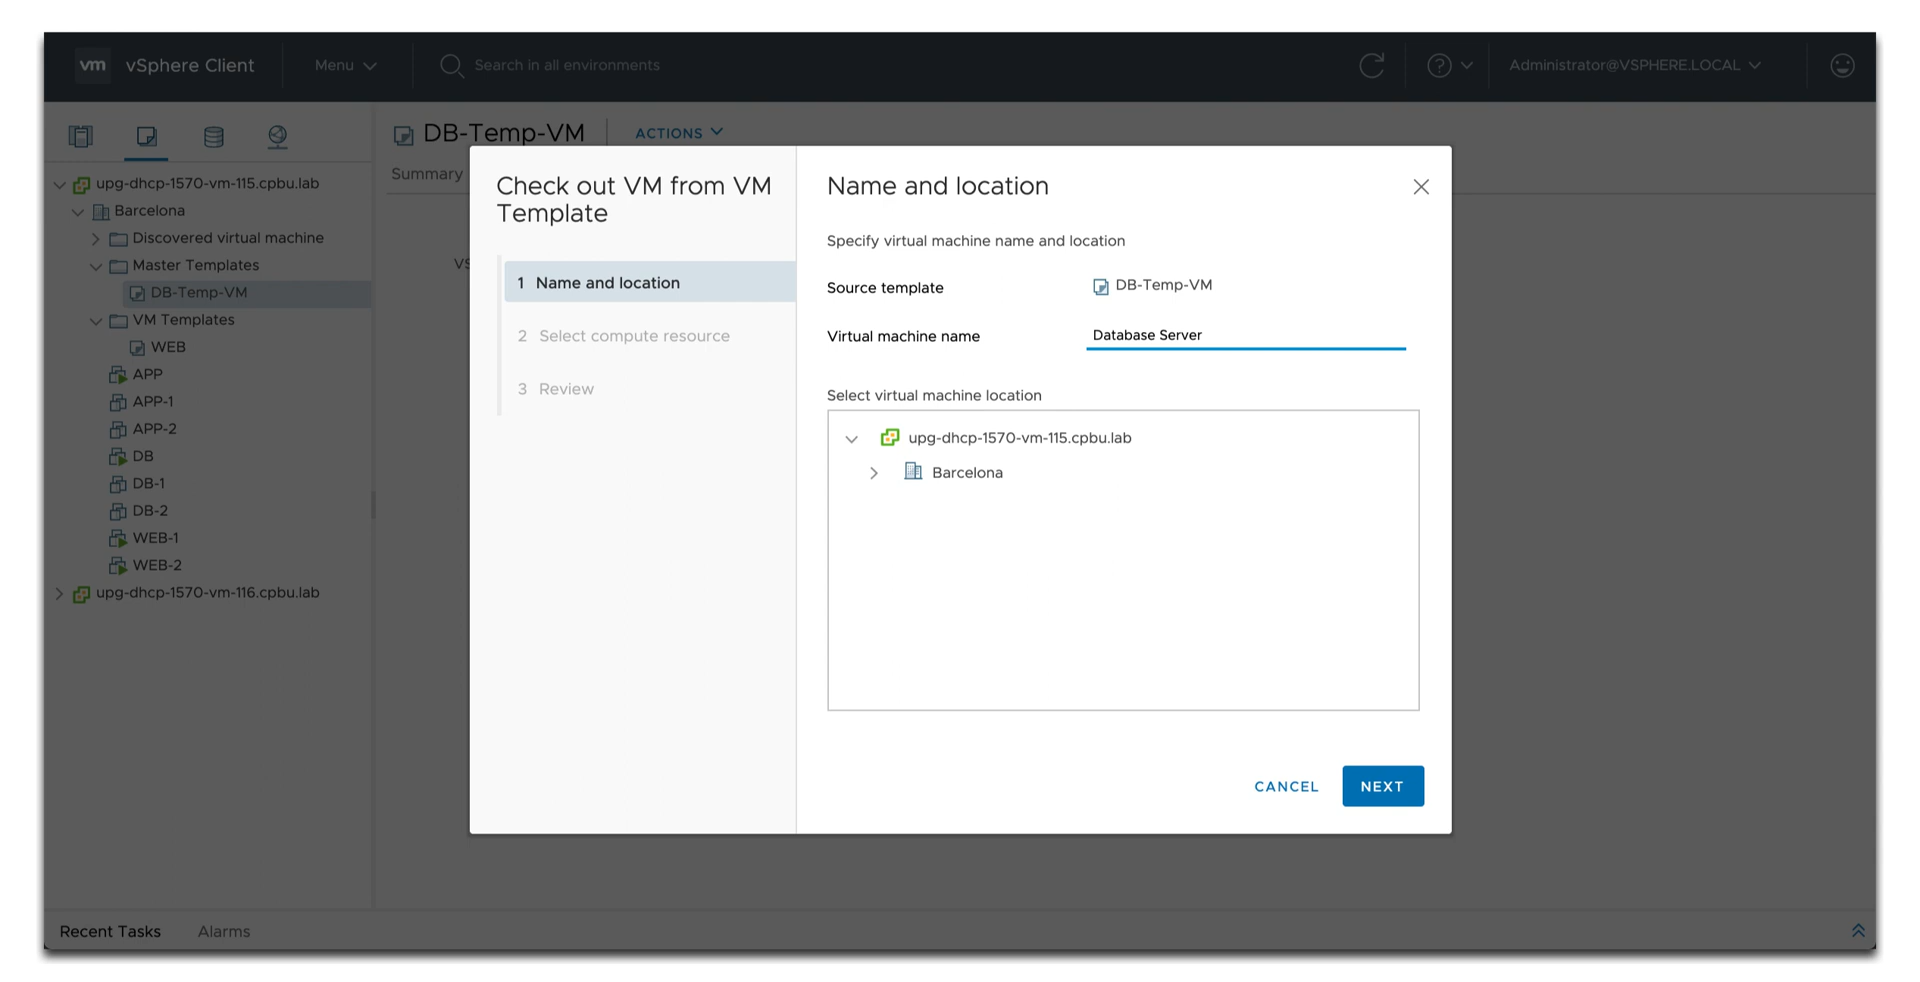 vm vSphere Client Menu Search in all environments Administrator@VSPHERE.LOCAL
upg-dhcp-1570-vm-115.cpbu.lab
Barcelona
Discovered virtual machine
Master Templates
DB-Temp-VM
VM Templates
WEB
APP
APP-1
APP-2
DB
DB-1
DB-2
WEB-1
WEB-2
upg-dhcp-1570-vm-116.cpbu.lab
DB-Temp-VM ACTIONS
Summary
VS
Check out VM from VM
Template
1 Name and location
2 Select compute resource
3 Review
Name and location
Specify virtual machine name and location
Source template DB-Temp-VM
Virtual machine name Database Server
Select virtual machine location
upg-dhcp-1570-vm-115.cpbu.lab
Barcelona
CANCEL NEXT
Recent Tasks Alarms